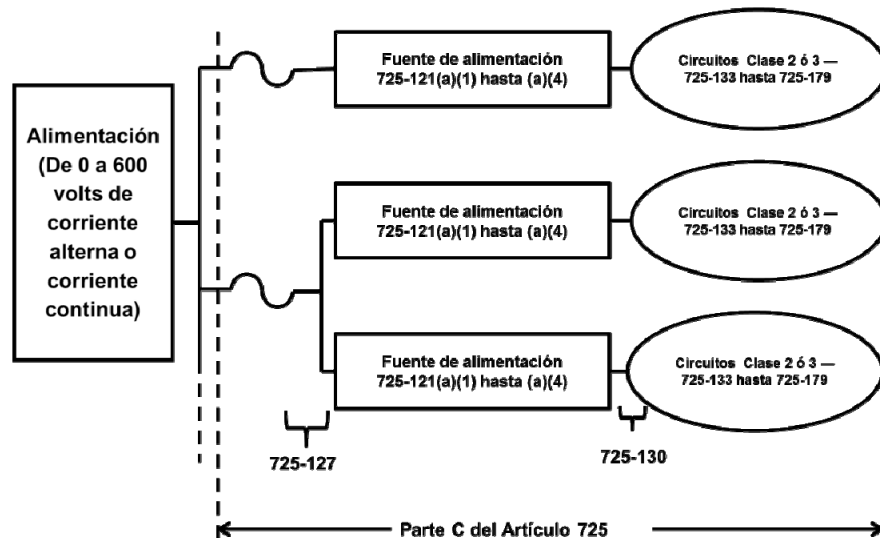 Alimentación
(De 0 a 600
volts de
corriente
alterna o
corriente
continua)
Fuente de alimentación
725-121(a)(1) hasta (a)(4)
Circuitos Clase 2 ó 3 —
725-133 hasta 725-179
Fuente de alimentación
725-121(a)(1) hasta (a)(4)
Circuitos Clase 2 ó 3 —
725-133 hasta 725-179
Fuente de alimentación
725-121(a)(1) hasta (a)(4)
Circuitos Clase 2 ó 3 —
725-133 hasta 725-179
725-127
725-130
Parte C del Artículo 725